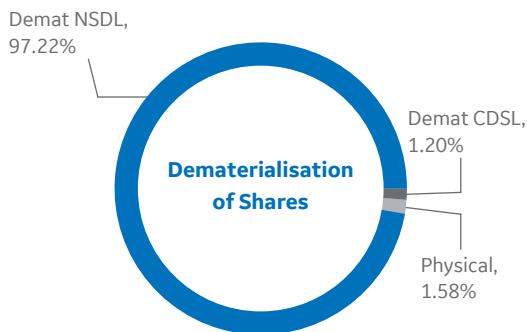 Demat NSDL,
97.22%
Demat CDSL,
1.20%
Dematerialisation
of Shares
Physical,
1.58%